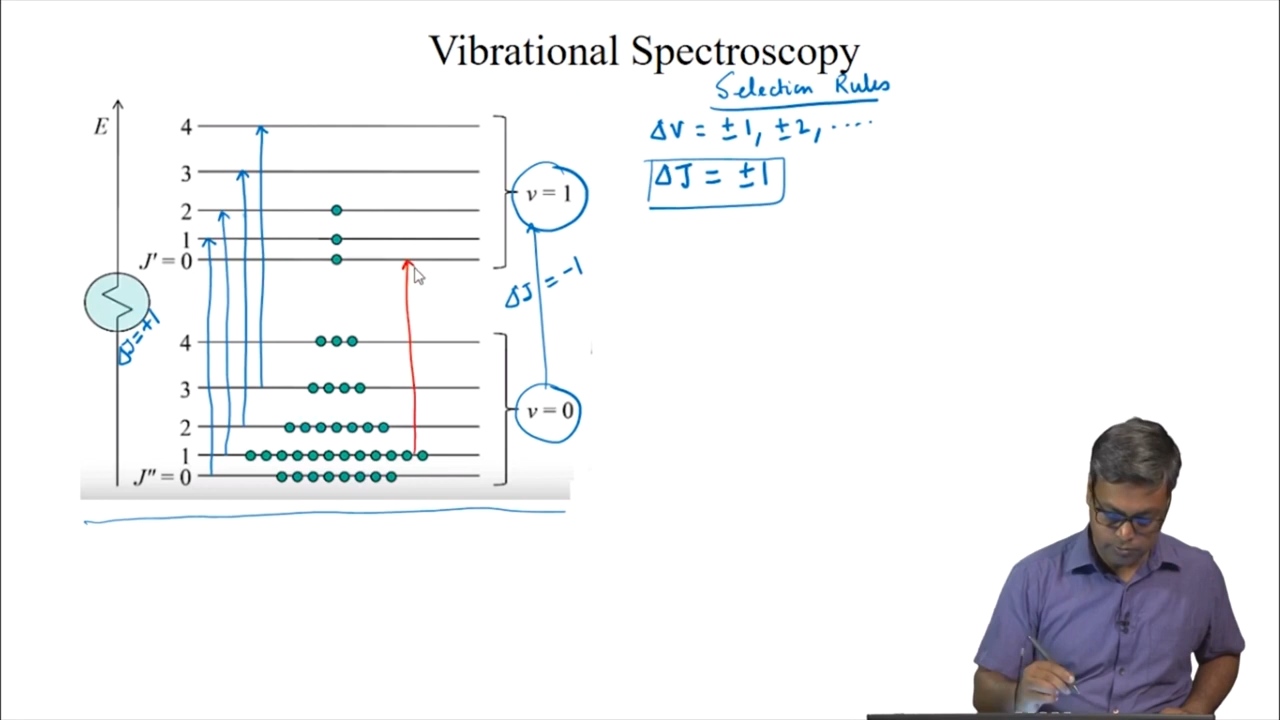 Vibrational Spectroscopy
Selection Rules
ΔV = ±1, ±2, ....
ΔJ = ±1
E
4
3
2
1
J' = 0
v = 1
ΔJ = -1
ΔJ = +1
4
3
2
1
J'' = 0
v = 0